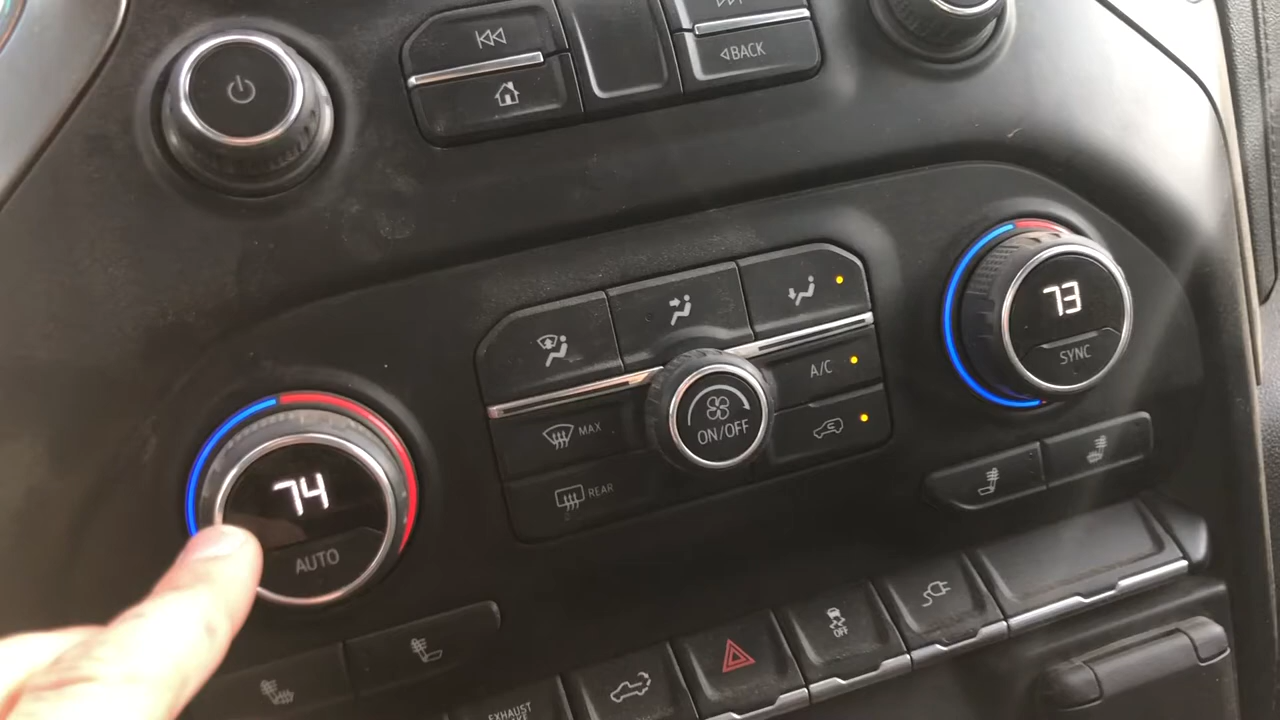 BACK
73
SYNC
A/C
MAX
ON/OFF
REAR
74
AUTO
OFF
EXHAUST